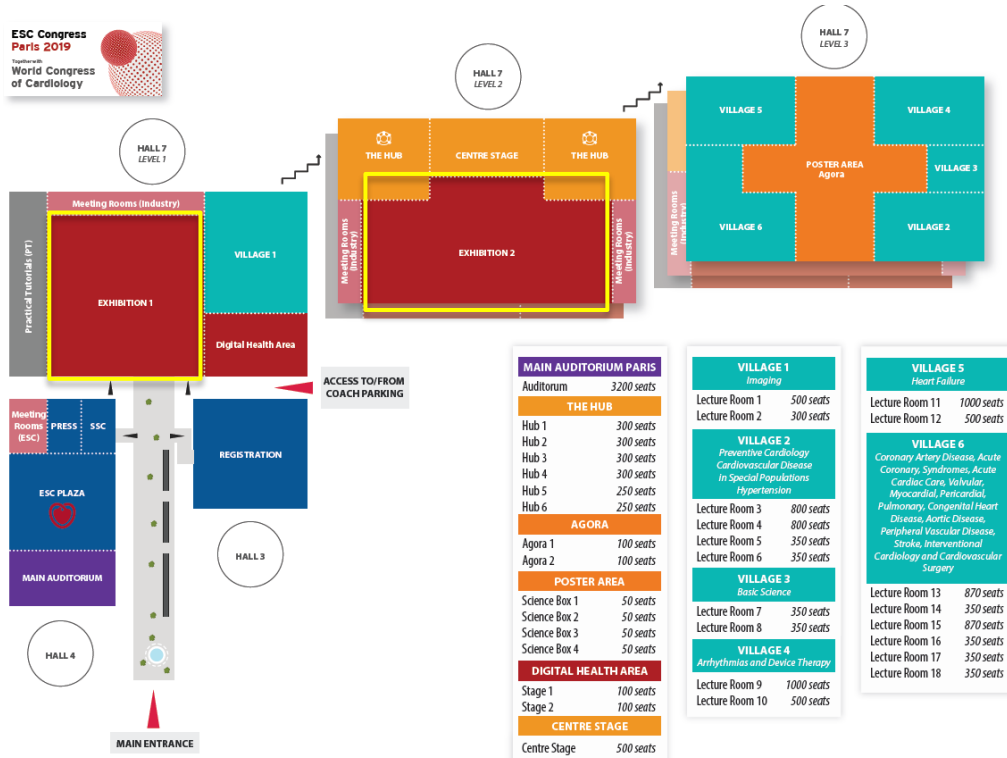 ESC Congress
Paris 2019
Together with
World Congress
of Cardiology
HALL 7
LEVEL 1
HALL 7
LEVEL 2
HALL 7
LEVEL 3
Practical Tutorials (PT)
Meeting Rooms (Industry)
EXHIBITION 1
VILLAGE 1
Digital Health Area
THE HUB
CENTRE STAGE
THE HUB
Meeting Rooms
(Industry)
EXHIBITION 2
Meeting Rooms
(Industry)
Meeting Rooms
(Industry)
VILLAGE 5
VILLAGE 4
POSTER AREA
Agora
VILLAGE 3
VILLAGE 6
VILLAGE 2
ACCESS TO/FROM
COACH PARKING
Meeting
Rooms
(ESC)
PRESS
SSC
ESC PLAZA
MAIN AUDITORIUM
REGISTRATION
HALL 3
HALL 4
MAIN ENTRANCE
MAIN AUDITORIUM PARIS
Auditorum 3200 seats
THE HUB
Hub 1 300 seats
Hub 2 300 seats
Hub 3 300 seats
Hub 4 300 seats
Hub 5 250 seats
Hub 6 250 seats
AGORA
Agora 1 100 seats
Agora 2 100 seats
POSTER AREA
Science Box 1 50 seats
Science Box 2 50 seats
Science Box 3 50 seats
Science Box 4 50 seats
DIGITAL HEALTH AREA
Stage 1 100 seats
Stage 2 100 seats
CENTRE STAGE
Centre Stage 500 seats
VILLAGE 1
Imaging
Lecture Room 1 500 seats
Lecture Room 2 300 seats
VILLAGE 2
Preventive Cardiology
Cardiovascular Disease
In Special Populations
Hypertension
Lecture Room 3 800 seats
Lecture Room 4 800 seats
Lecture Room 5 350 seats
Lecture Room 6 350 seats
VILLAGE 3
Basic Science
Lecture Room 7 350 seats
Lecture Room 8 350 seats
VILLAGE 4
Arrhythmias and Device Therapy
Lecture Room 9 1000 seats
Lecture Room 10 500 seats
VILLAGE 5
Heart Failure
Lecture Room 11 1000 seats
Lecture Room 12 500 seats
VILLAGE 6
Coronary Artery Disease, Acute
Coronary, Syndromes, Acute
Cardiac Care, Valvular,
Myocardial, Pericardial,
Pulmonary, Congenital Heart
Disease, Aortic Disease,
Peripheral Vascular Disease,
Stroke, Interventional
Cardiology and Cardiovascular
Surgery
Lecture Room 13 870 seats
Lecture Room 14 350 seats
Lecture Room 15 870 seats
Lecture Room 16 350 seats
Lecture Room 17 350 seats
Lecture Room 18 350 seats